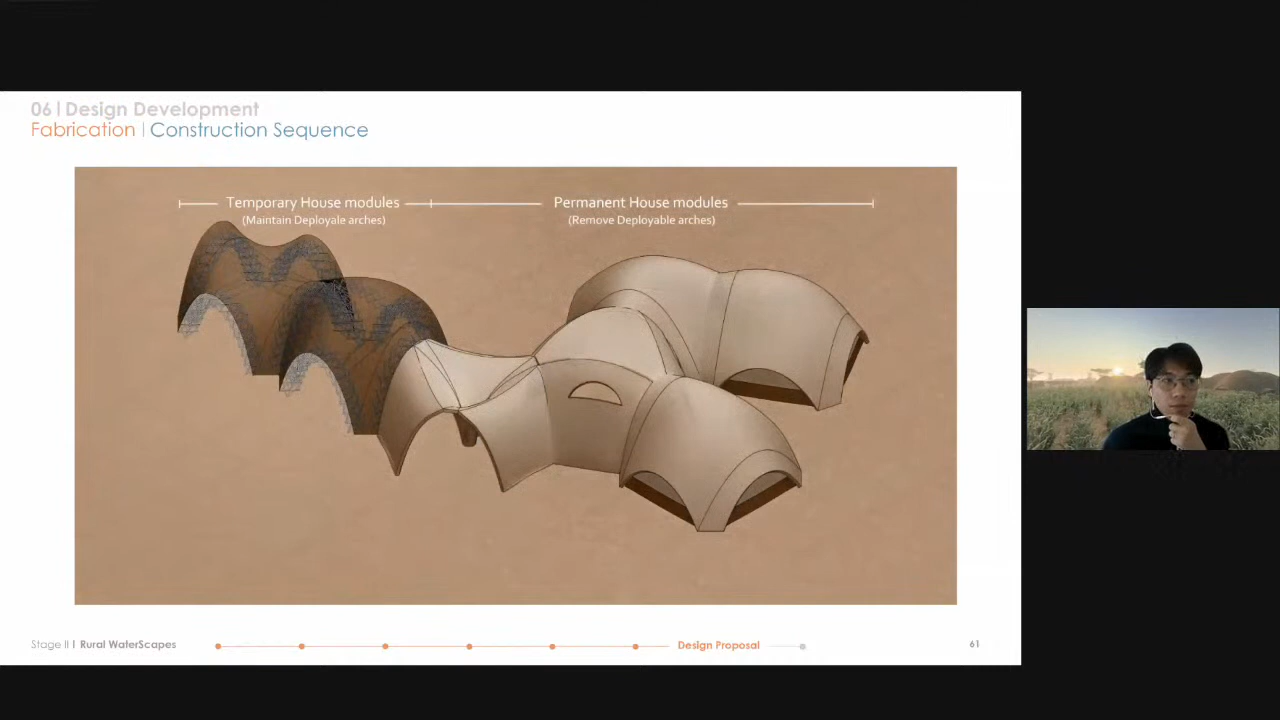 06 | Design Development
Fabrication | Construction Sequence
Temporary House modules
(Maintain Deployale arches)
Permanent House modules
(Remove Deployable arches)
Stage II | Rural WaterScapes
Design Proposal
61